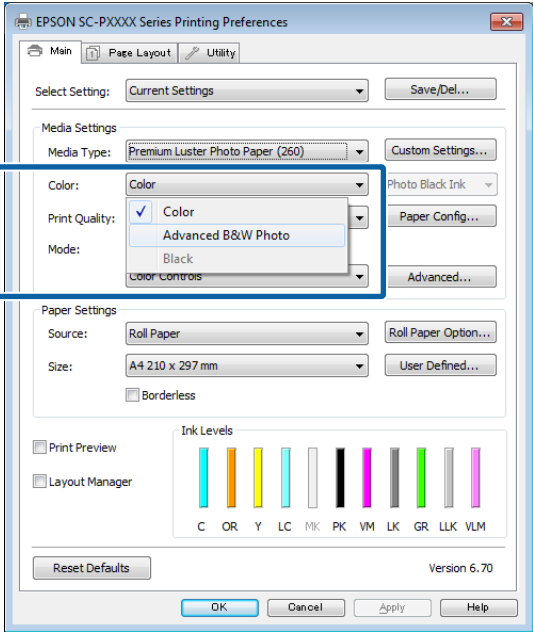 EPSON SC-PXXXX Series Printing Preferences
Main Page Layout Utility
Select Setting: Current Settings Save/Del...
Media Settings
Media Type: Premium Luster Photo Paper (260) Custom Settings...
Color: Color Photo Black Ink
✓ Color
Print Quality: Paper Config...
Advanced B&W Photo
Mode:
Black
Color Controls Advanced...
Paper Settings
Source: Roll Paper Roll Paper Option...
Size: A4 210 x 297 mm User Defined...
Borderless
Ink Levels
Print Preview
Layout Manager
C OR Y LC MK PK VM LK GR LLK VLM
Reset Defaults Version 6.70
OK Cancel Apply Help